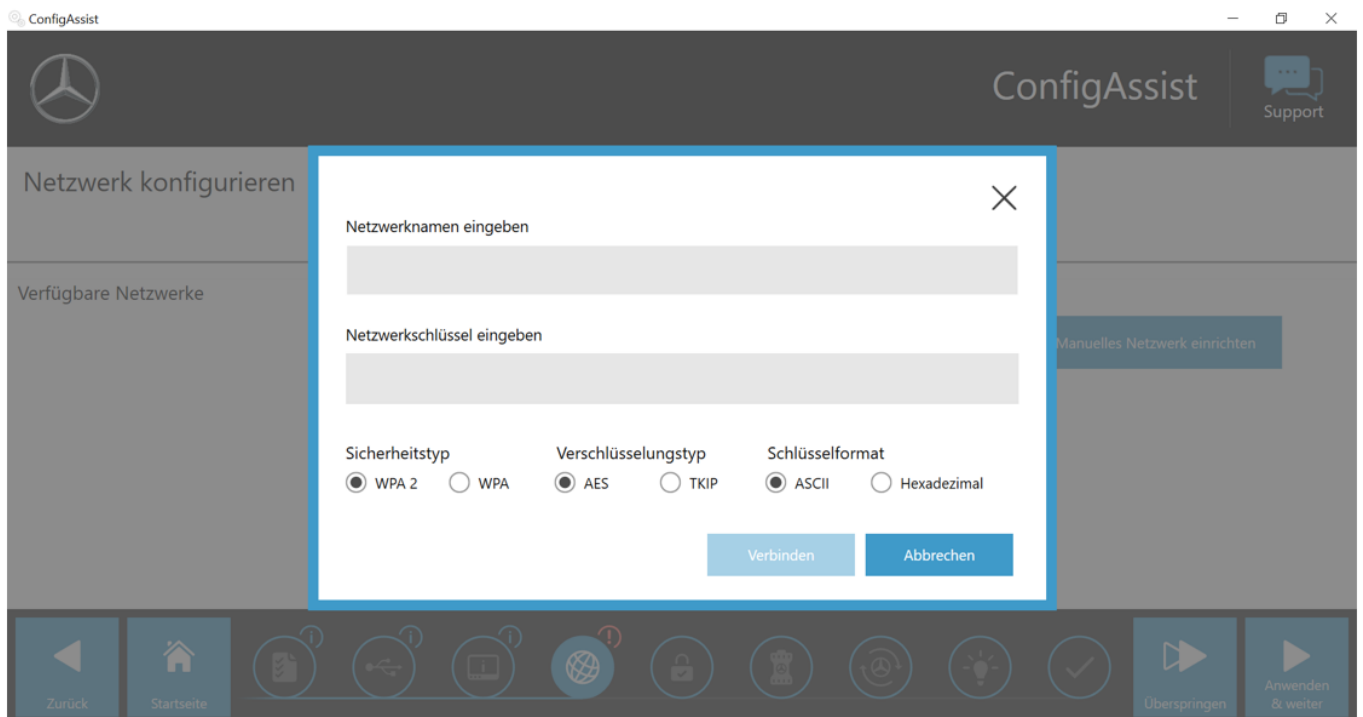 ConfigAssist
ConfigAssist
Support
Netzwerk konfigurieren
Verfügbare Netzwerke
Manuelles Netzwerk einrichten
Netzwerknamen eingeben
Netzwerkschlüssel eingeben
Sicherheitstyp Verschlüsselungstyp Schlüsselformat
WPA 2 WPA AES TKIP ASCII Hexadezimal
Verbinden Abbrechen
Zurück
Startseite
Überspringen
Anwenden
& weiter